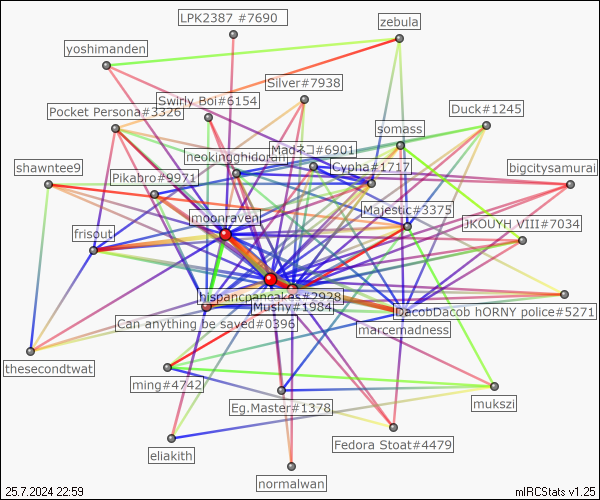 LPK2387 #7690
zebula
yoshimanden
Silver#7938
Swirly Boi#6154
Pocket Persona#3326
Duck#1245
somass
Madネコ#6901
neokingghidorah
Cypha#1717
shawntee9
bigcitysamurai
Pikabro#9971
moonraven
Majestic#3375
JKOUYH VIII#7034
frisout
hispancpancakes#2928
Mushy#1984
DacobDacob hORNY police#5271
Can anything be saved#0396
marcemadness
thesecondtwat
ming#4742
Eg.Master#1378
mukszi
Fedora Stoat#4479
eliakith
normalwan
25.7.2024 22:59
mIRCStats v1.25